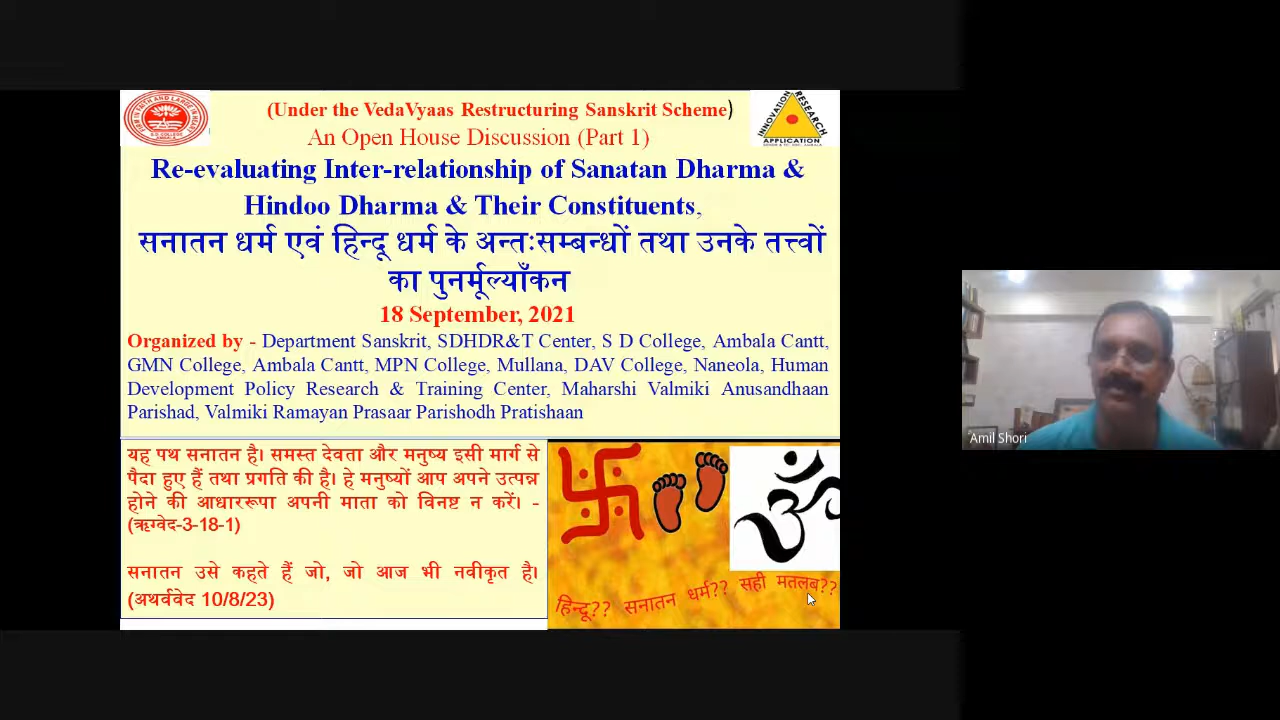 (Under the VedaVyaas Restructuring Sanskrit Scheme)
An Open House Discussion (Part 1)
Re-evaluating Inter-relationship of Sanatan Dharma &
Hindoo Dharma & Their Constituents,
सनातन धर्म एवं हिन्दू धर्म के अन्तःसम्बन्धों तथा उनके तत्त्वों
का पुनर्मूल्याँकन
18 September, 2021
Organized by - Department Sanskrit, SDHDR&T Center, S D College, Ambala Cantt,
GMN College, Ambala Cantt, MPN College, Mullana, DAV College, Naneola, Human
Development Policy Research & Training Center, Maharshi Valmiki Anusandhaan
Parishad, Valmiki Ramayan Prasaar Parishodh Pratishaan
यह पथ सनातन है। समस्त देवता और मनुष्य इसी मार्ग से
पैदा हुए हैं तथा प्रगति की है। हे मनुष्यों आप अपने उत्पन्न
होने की आधाररूपा अपनी माता को विनष्ट न करें। -
(ऋग्वेद-3-18-1)
सनातन उसे कहते हैं जो, जो आज भी नवीकृत है।
(अथर्ववेद 10/8/23)
हिन्दू?? सनातन धर्म?? सही मतलब??
INNOVATION
RESEARCH
APPLICATION
Amil Shori